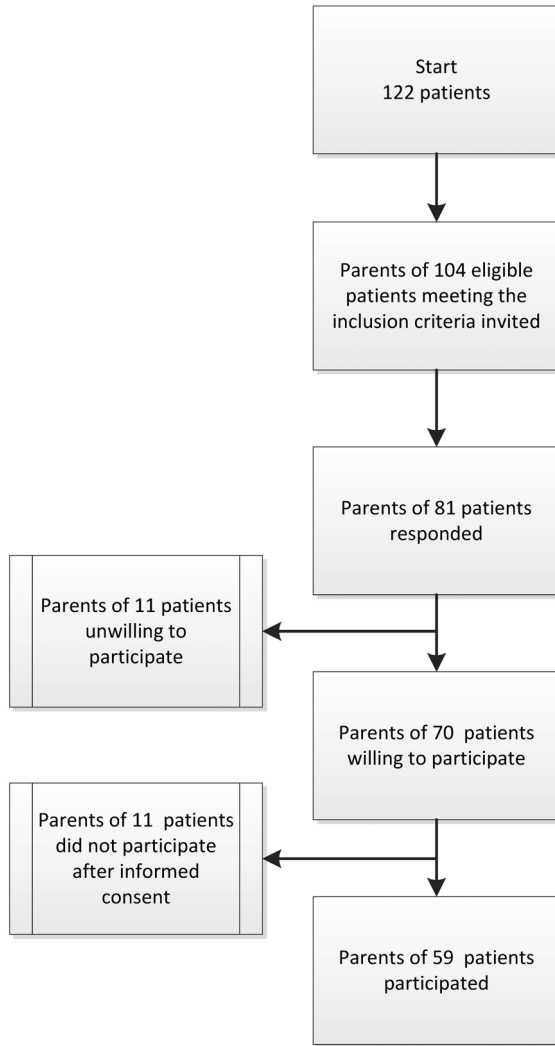 Start
122 patients
Parents of 104 eligible
patients meeting the
inclusion criteria invited
Parents of 81 patients
responded
Parents of 11 patients
unwilling to
participate
Parents of 70  patients
willing to participate
Parents of 11  patients
did not participate
after informed
consent
Parents of 59  patients
participated